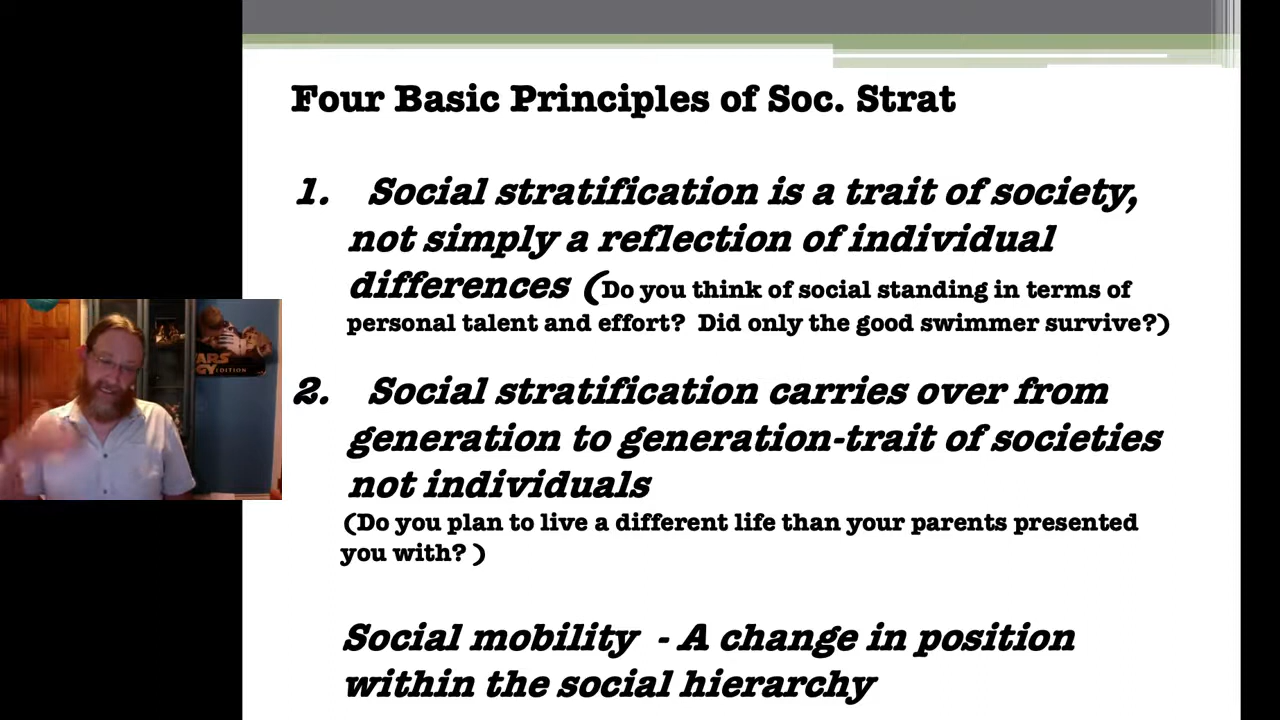 Four Basic Principles of Soc. Strat
1. Social stratification is a trait of society,
not simply a reflection of individual
differences (Do you think of social standing in terms of
personal talent and effort? Did only the good swimmer survive?)
2. Social stratification carries over from
generation to generation-trait of societies
not individuals
(Do you plan to live a different life than your parents presented
you with? )
Social mobility - A change in position
within the social hierarchy
EDITION